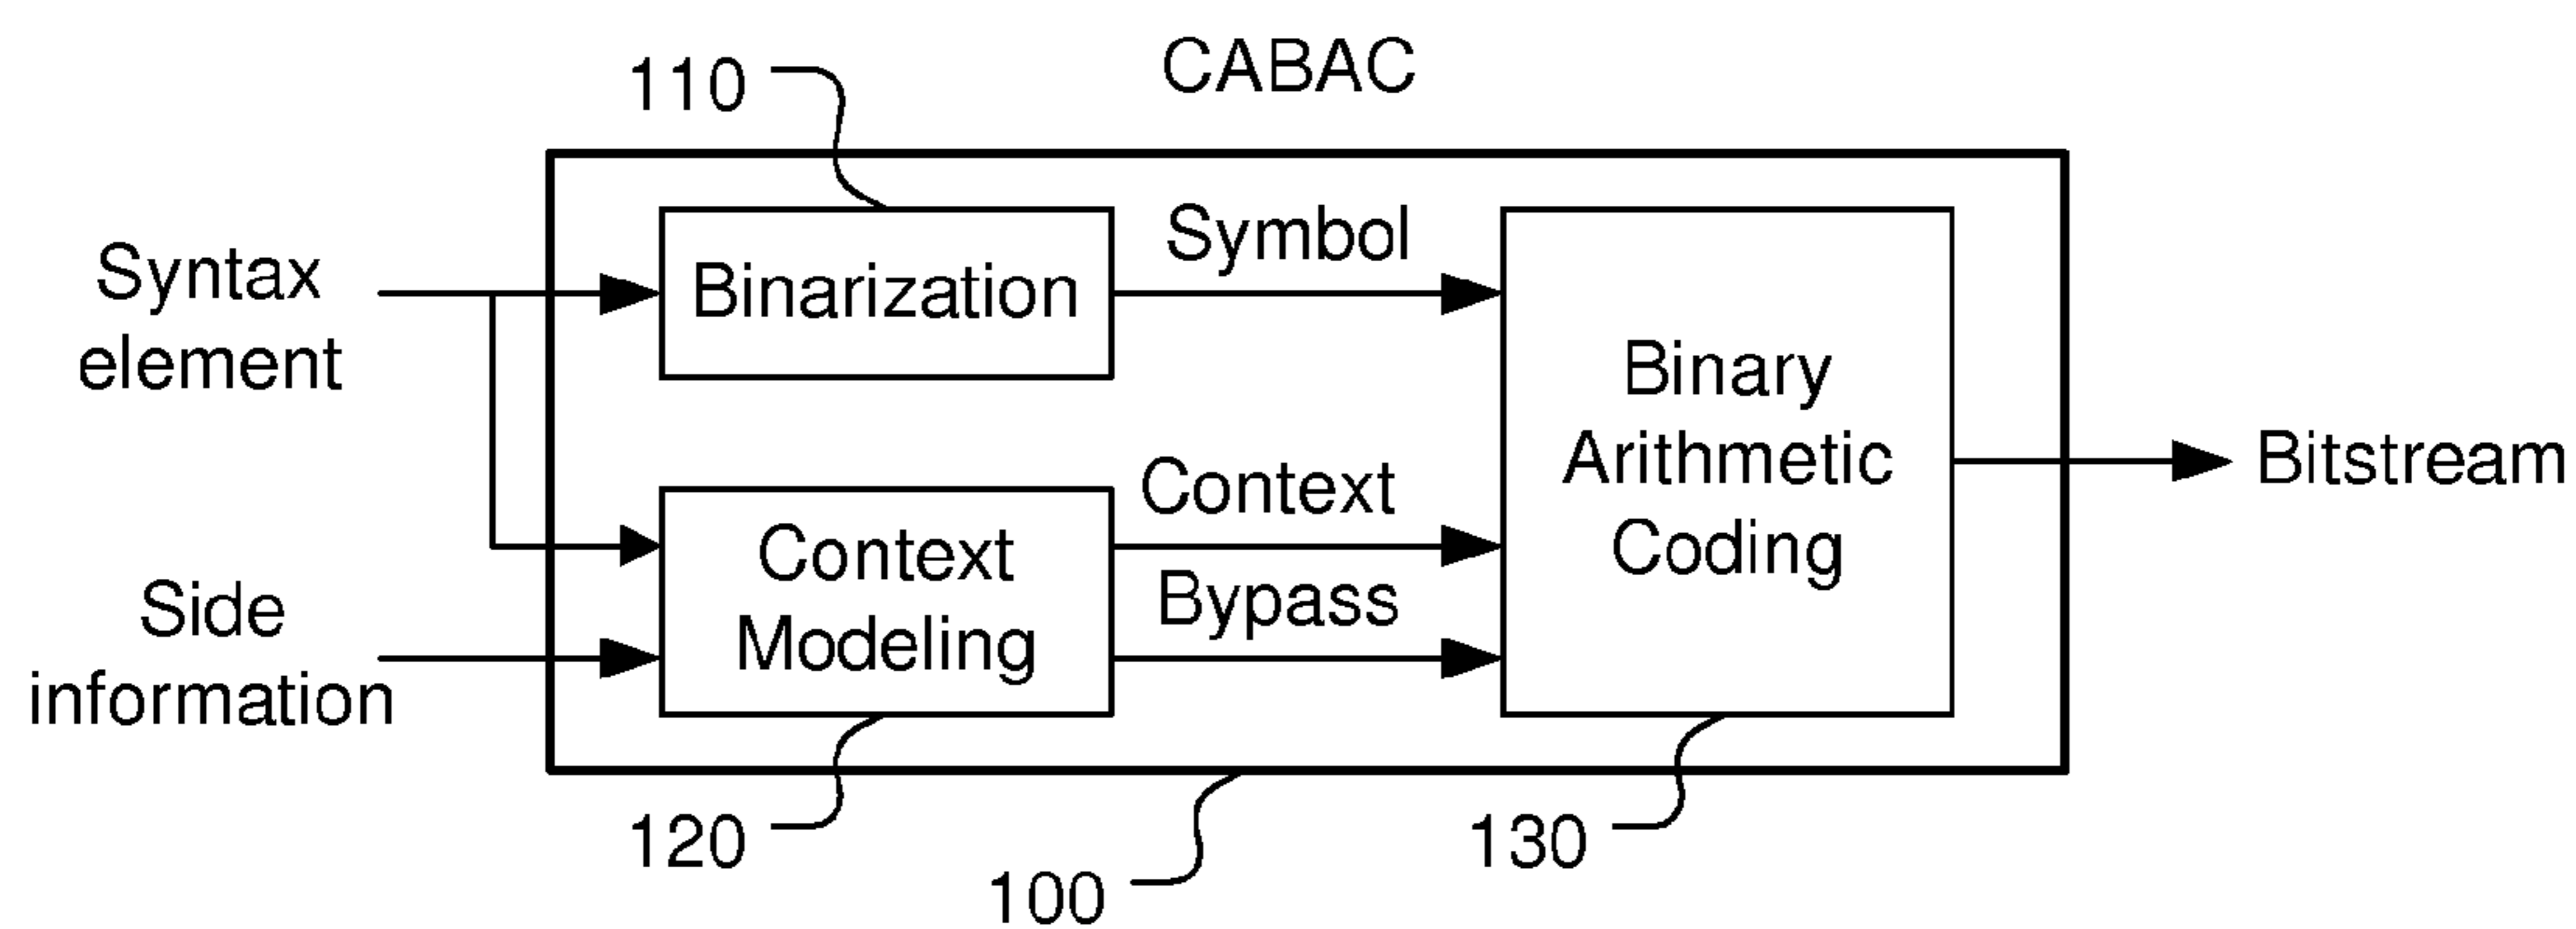 CABAC
110
Syntax
element
Binarization
Symbol
Binary
Arithmetic
Coding
Bitstream
Side
information
Context
Modeling
Context
Bypass
120
130
100